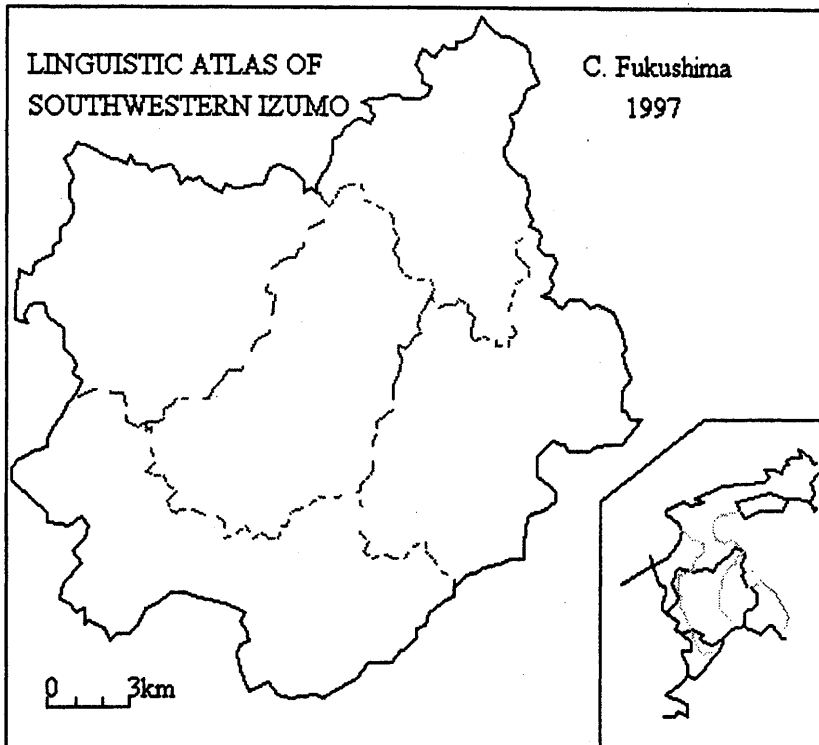 LINGUISTIC ATLAS OF
SOUTHWESTERN IZUMO
C. Fukushima
1997
0 3km